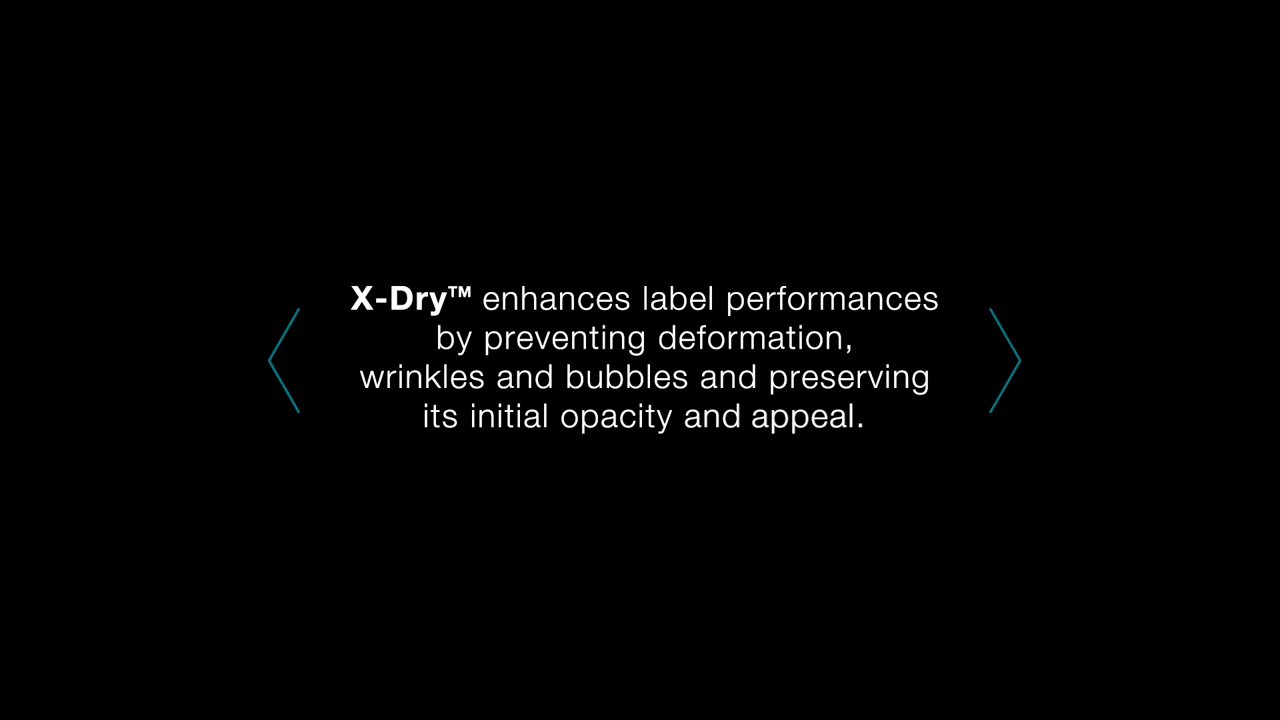 X-Dry™ enhances label performances
by preventing deformation,
wrinkles and bubbles and preserving
its initial opacity and appeal.